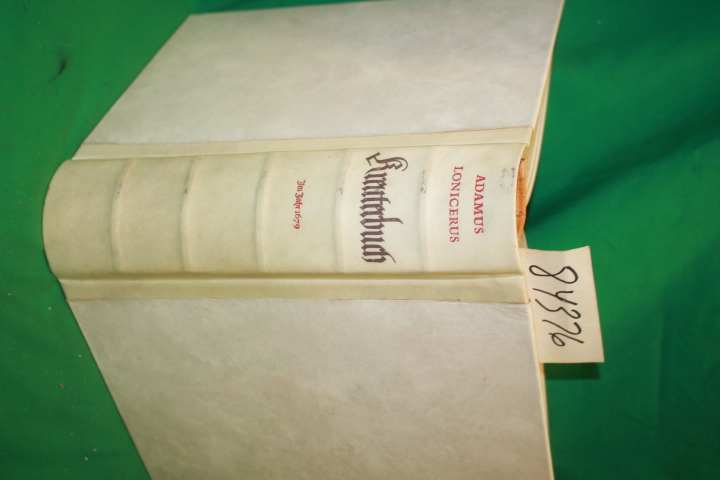 ADAMUS
LONICERUS
Kreuterbuch
Im Jahr 1679
84376